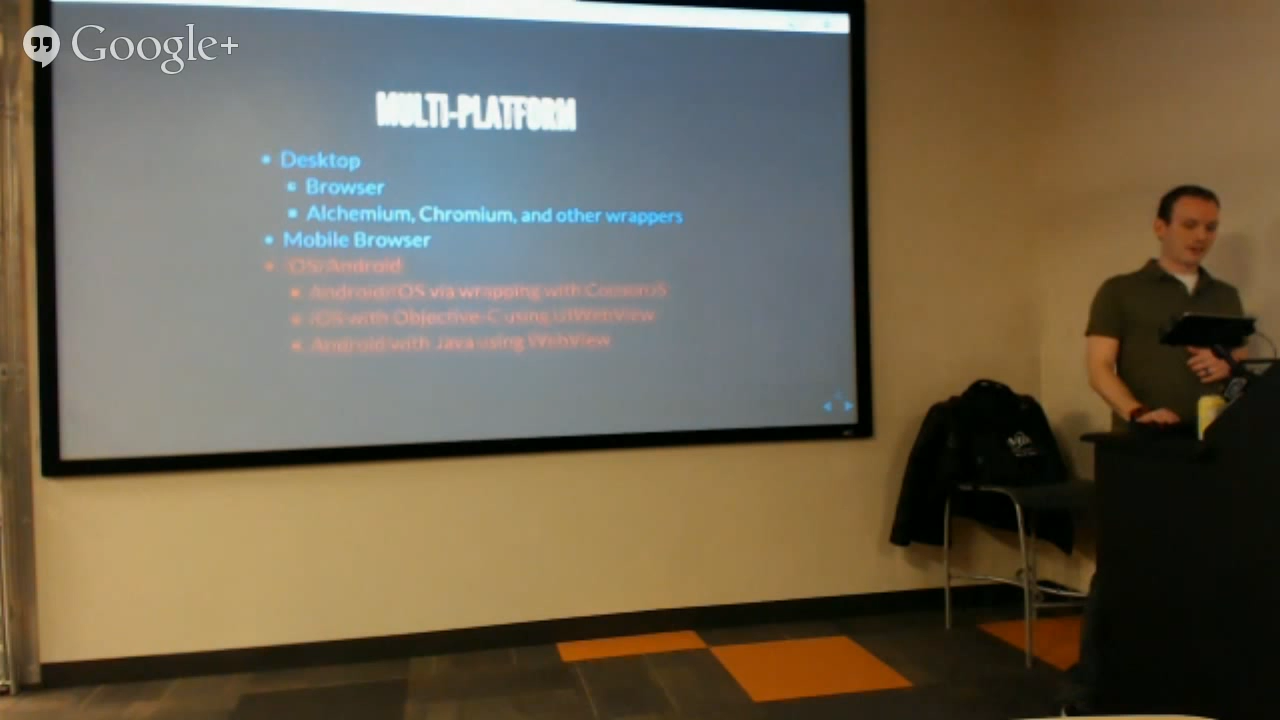 Google+
MULTI-PLATFORM
Desktop
Browser
Alchemium, Chromium, and other wrappers
Mobile Browser
iOS/Android
Android/iOS via wrapping with CocoonJS
iOS with Objective-C using UIWebView
Android with Java using WebView